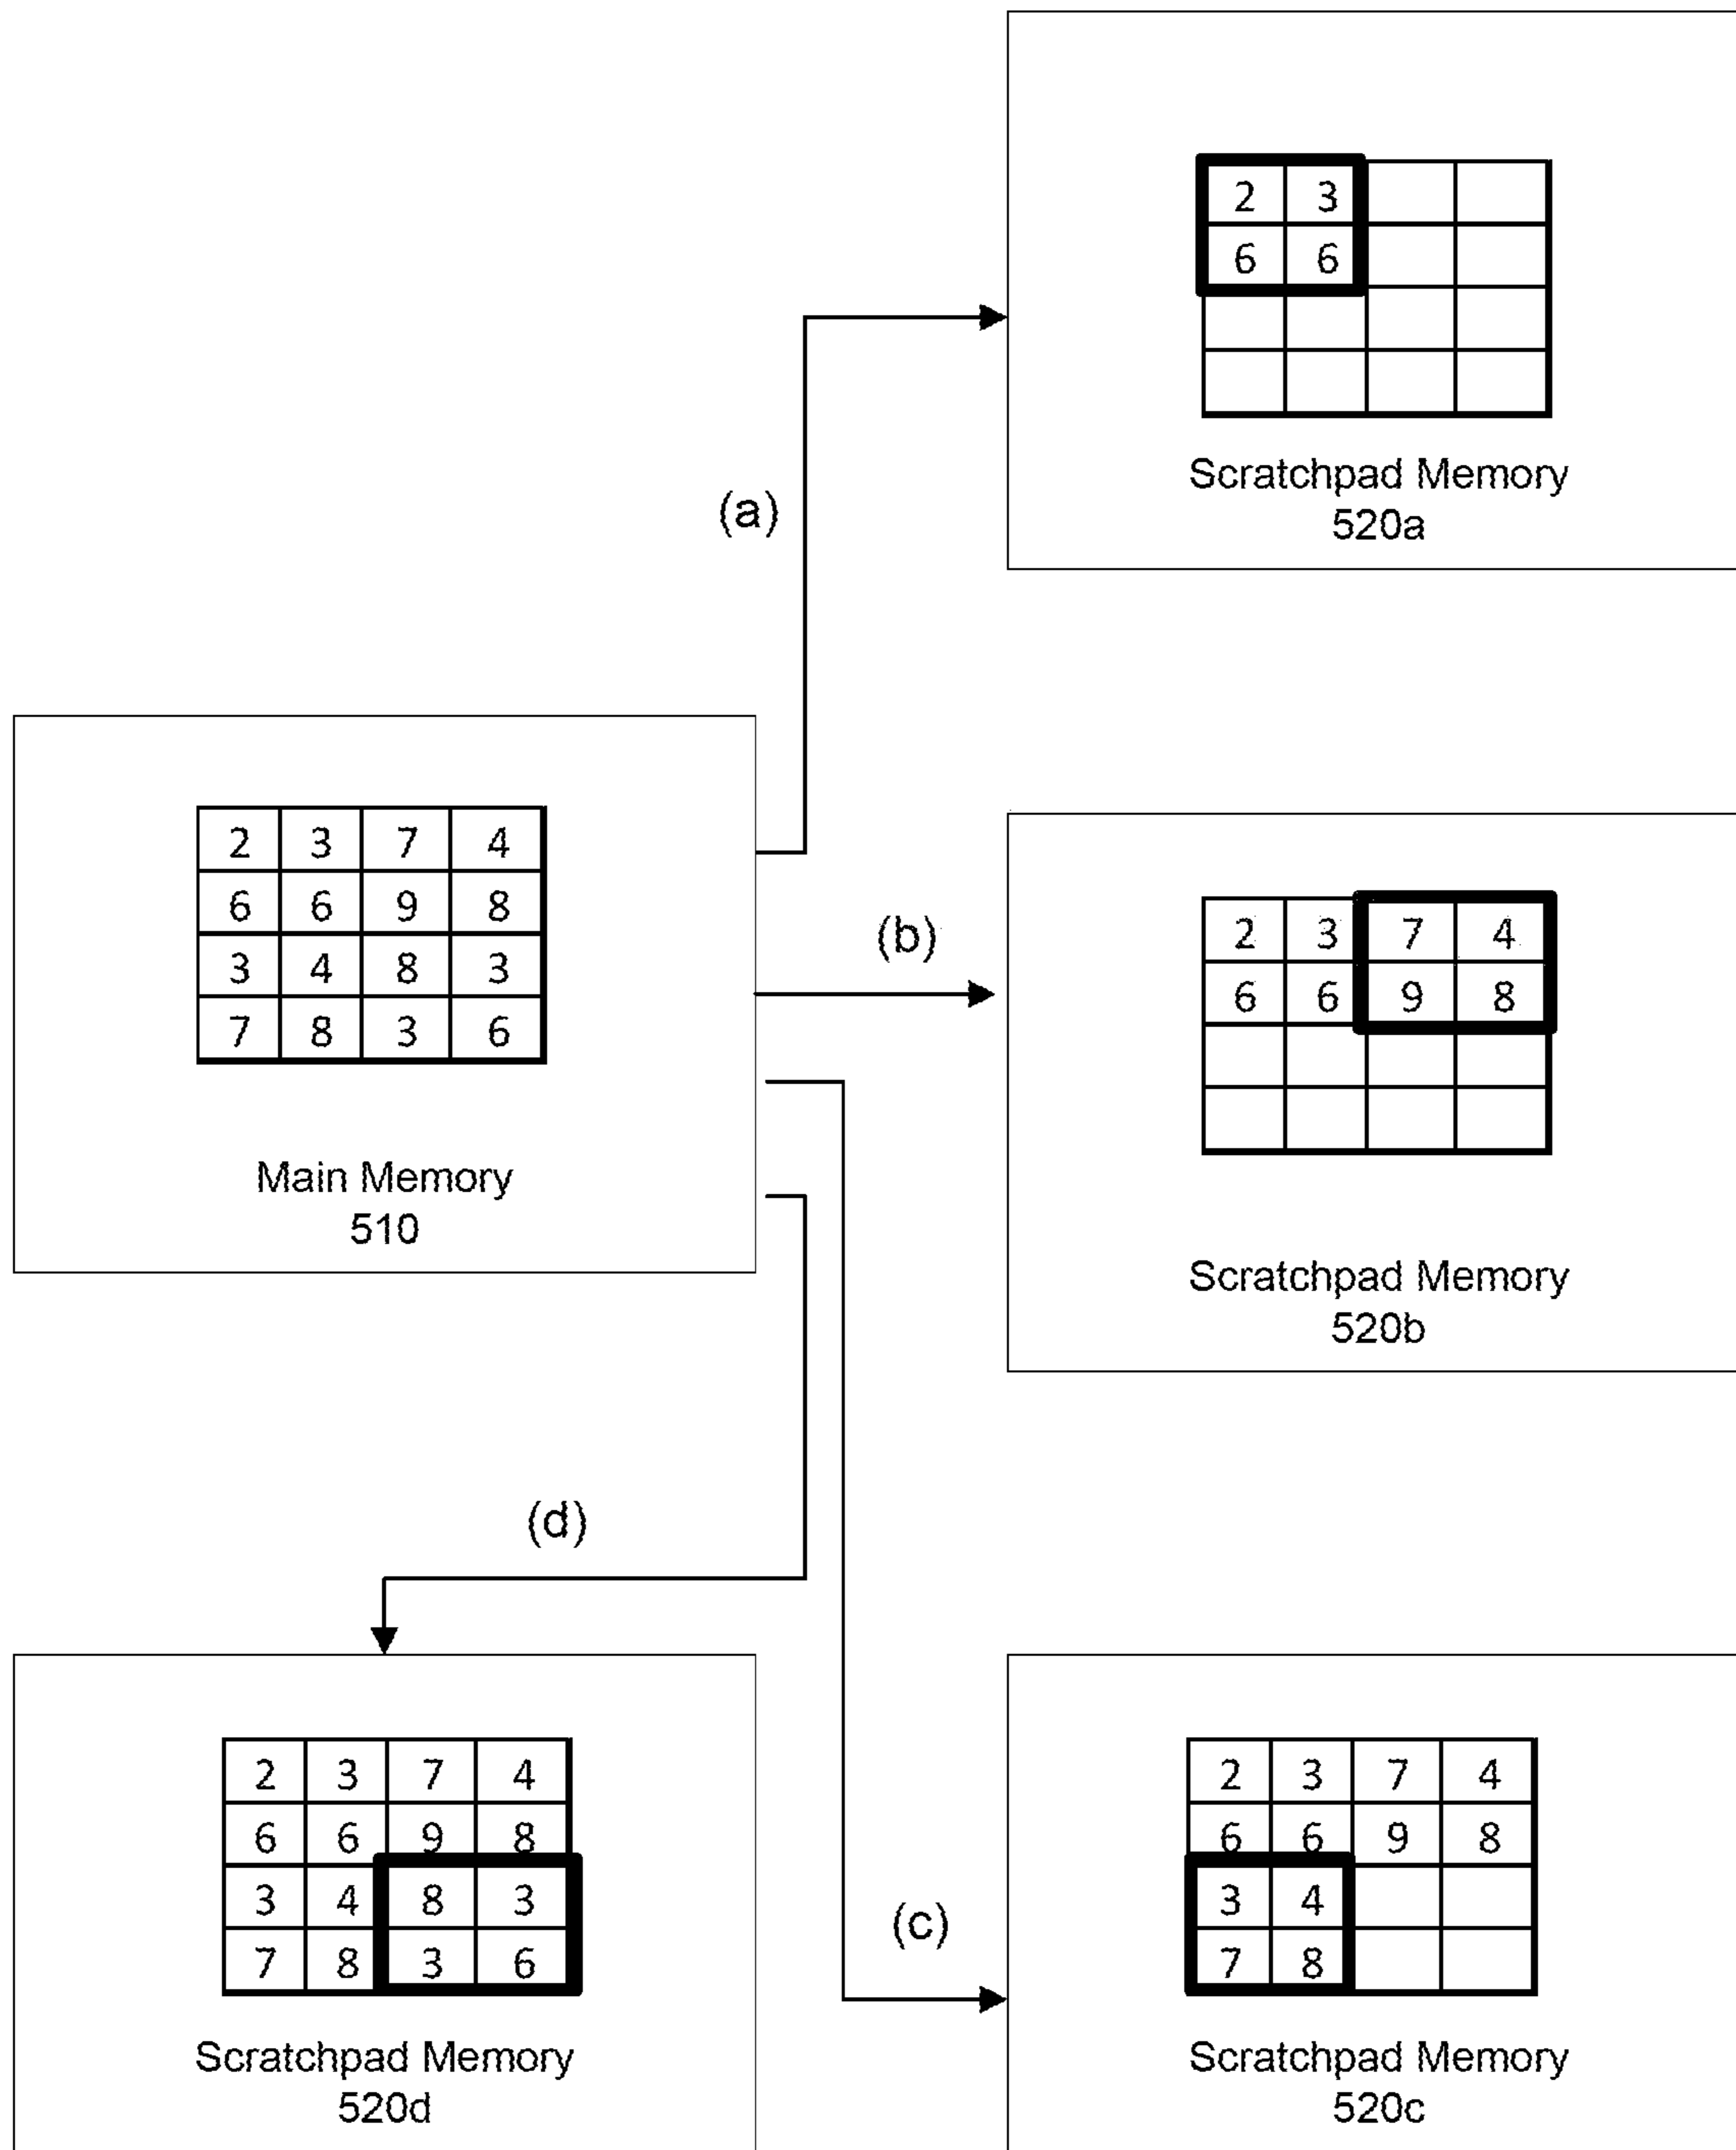 2 3
6 6
Scratchpad Memory
520a
(a)
2 3 7 4
6 6 9 8
3 4 8 3
7 8 3 6
Main Memory
510
(b)
2 3 7 4
6 6 9 8
Scratchpad Memory
520b
(d)
2 3 7 4
6 6 9 8
3 4 8 3
7 8 3 6
Scratchpad Memory
520d
(c)
2 3 7 4
6 6 9 8
3 4
7 8
Scratchpad Memory
520c